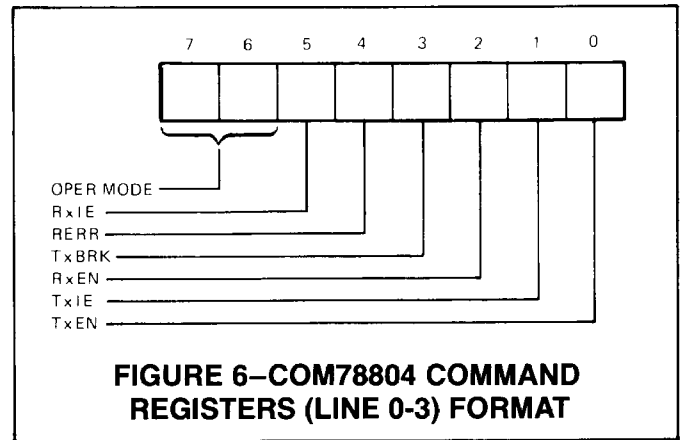 7 6 5 4 3 2 1 0
OPER MODE
RxIE
RERR
TxBRK
RxEN
TxIE
TxEN
FIGURE 6–COM78804 COMMAND
REGISTERS (LINE 0-3) FORMAT